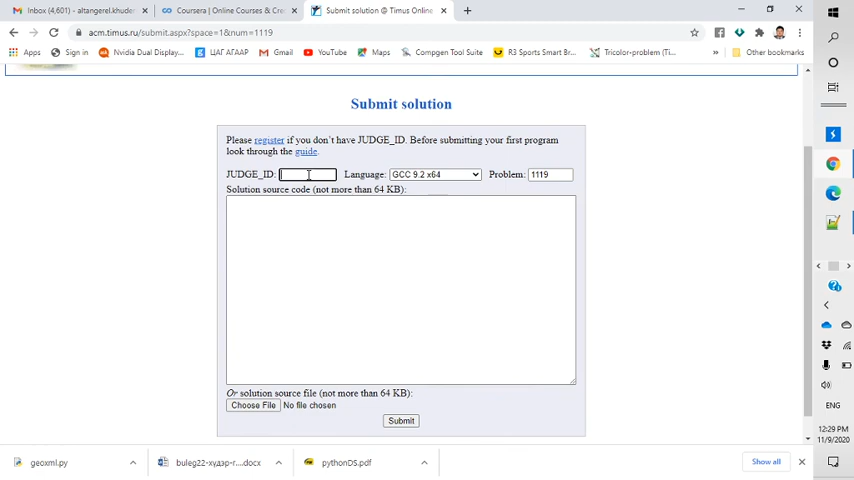 Inbox (4,601) - altangerel.khuder
Coursera | Online Courses & Cre
Submit solution @ Timus Online
acm.timus.ru/submit.aspx?space=1&num=1119
Apps
Sign in
Nvidia Dual Display...
ЦАГ АГААР
Gmail
YouTube
Maps
Compgen Tool Suite
R3 Sports Smart Br...
Tricolor-problem (Ti...
Other bookmarks
Submit solution
Please register if you don't have JUDGE_ID. Before submitting your first program
look through the guide.
JUDGE_ID:
Language: GCC 9.2 x64
Problem: 1119
Solution source code (not more than 64 KB):
Or solution source file (not more than 64 KB):
Choose File No file chosen
Submit
ENG
12:29 PM
11/9/2020
geoxml.py
buleg22-хүдэр-г....docx
pythonDS.pdf
Show all